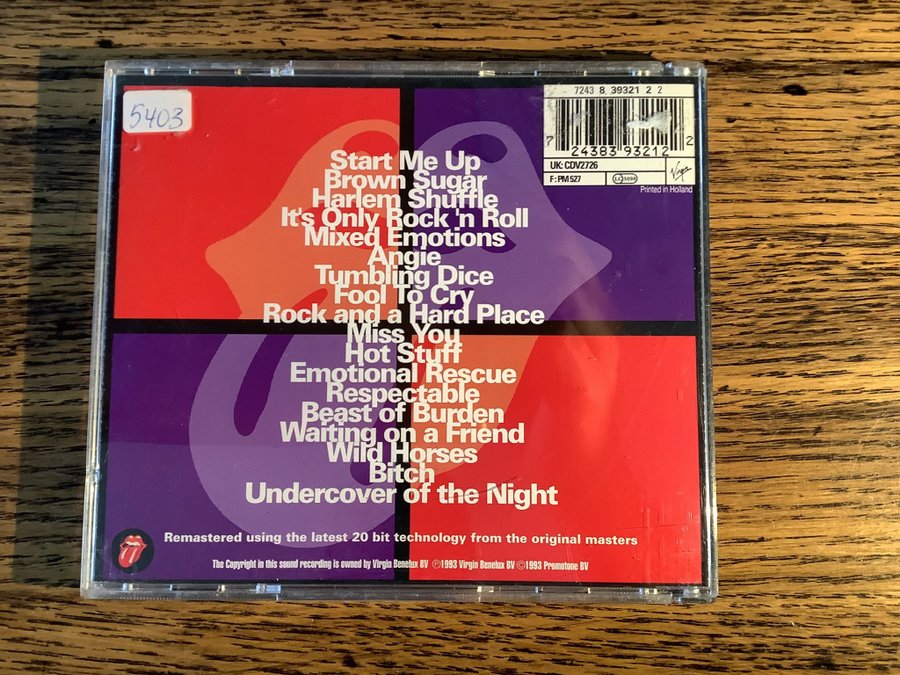 5403
7243 8 39321 2 2
7 24383 93212 2
UK: CDV2726
F: PM 527
LC 3098
Virgin
Printed in Holland
Start Me Up
Brown Sugar
Harlem Shuffle
It's Only Rock 'n Roll
Mixed Emotions
Angie
Tumbling Dice
Fool To Cry
Rock and a Hard Place
Miss You
Hot Stuff
Emotional Rescue
Respectable
Beast of Burden
Waiting on a Friend
Wild Horses
Bitch
Undercover of the Night
Remastered using the latest 20 bit technology from the original masters
The Copyright in this sound recording is owned by Virgin Benelux BV ℗1993 Virgin Benelux BV ©1993 Promotone BV